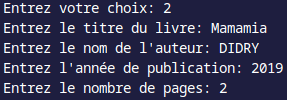 Entrez votre choix: 2
Entrez le titre du livre: Mamamia
Entrez le nom de l'auteur: DIDRY
Entrez l'année de publication: 2019
Entrez le nombre de pages: 2